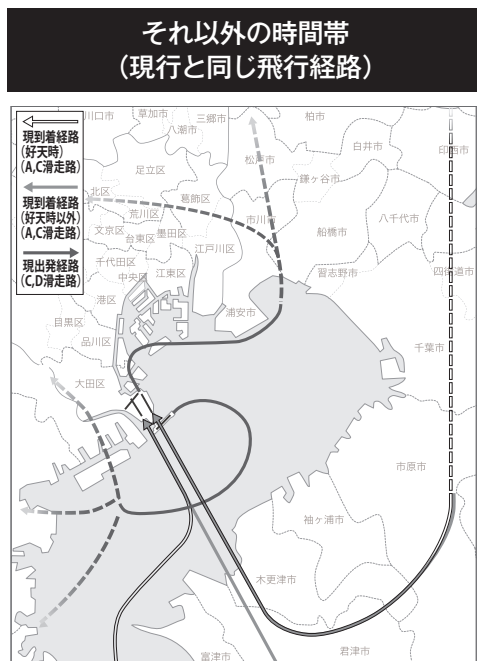 それ以外の時間帯
（現行と同じ飛行経路）
現到着経路
（好天時）
（A,C滑走路）
現到着経路
（好天時以外）
（A,C滑走路）
現出発経路
（C,D滑走路）
川口市
草加市
八潮市
三郷市
柏市
松戸市
白井市
印西市
足立区
鎌ヶ谷市
北区
葛飾区
荒川区
市川市
船橋市
八千代市
文京区
台東区
墨田区
江戸川区
千代田区
中央区
江東区
習志野市
四街道市
港区
浦安市
目黒区
品川区
千葉市
大田区
市原市
袖ヶ浦市
木更津市
富津市
君津市